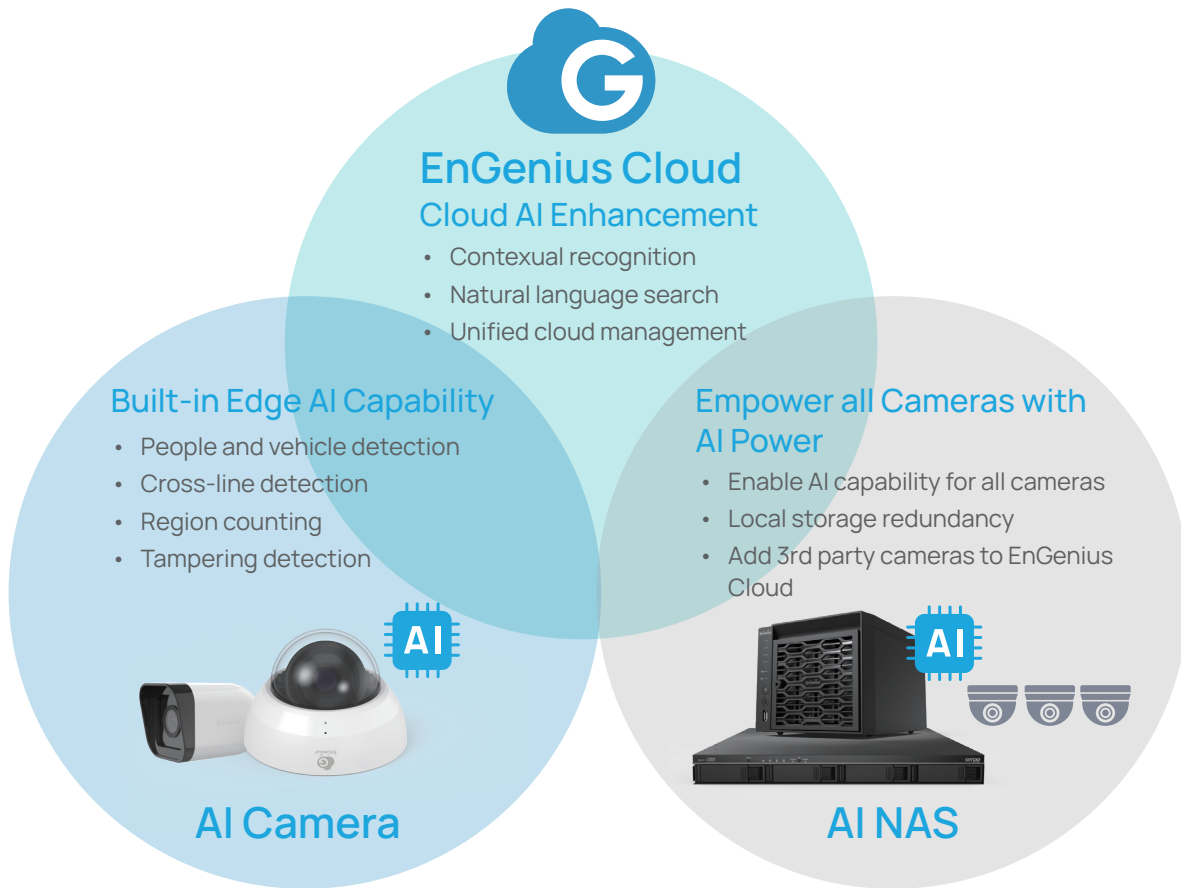 G
EnGenius Cloud
Cloud AI Enhancement
• Contexual recognition
• Natural language search
• Unified cloud management
Built-in Edge AI Capability
• People and vehicle detection
• Cross-line detection
• Region counting
• Tampering detection
Empower all Cameras with
AI Power
• Enable AI capability for all cameras
• Local storage redundancy
• Add 3rd party cameras to EnGenius
Cloud
AI
AI
AI Camera
AI NAS